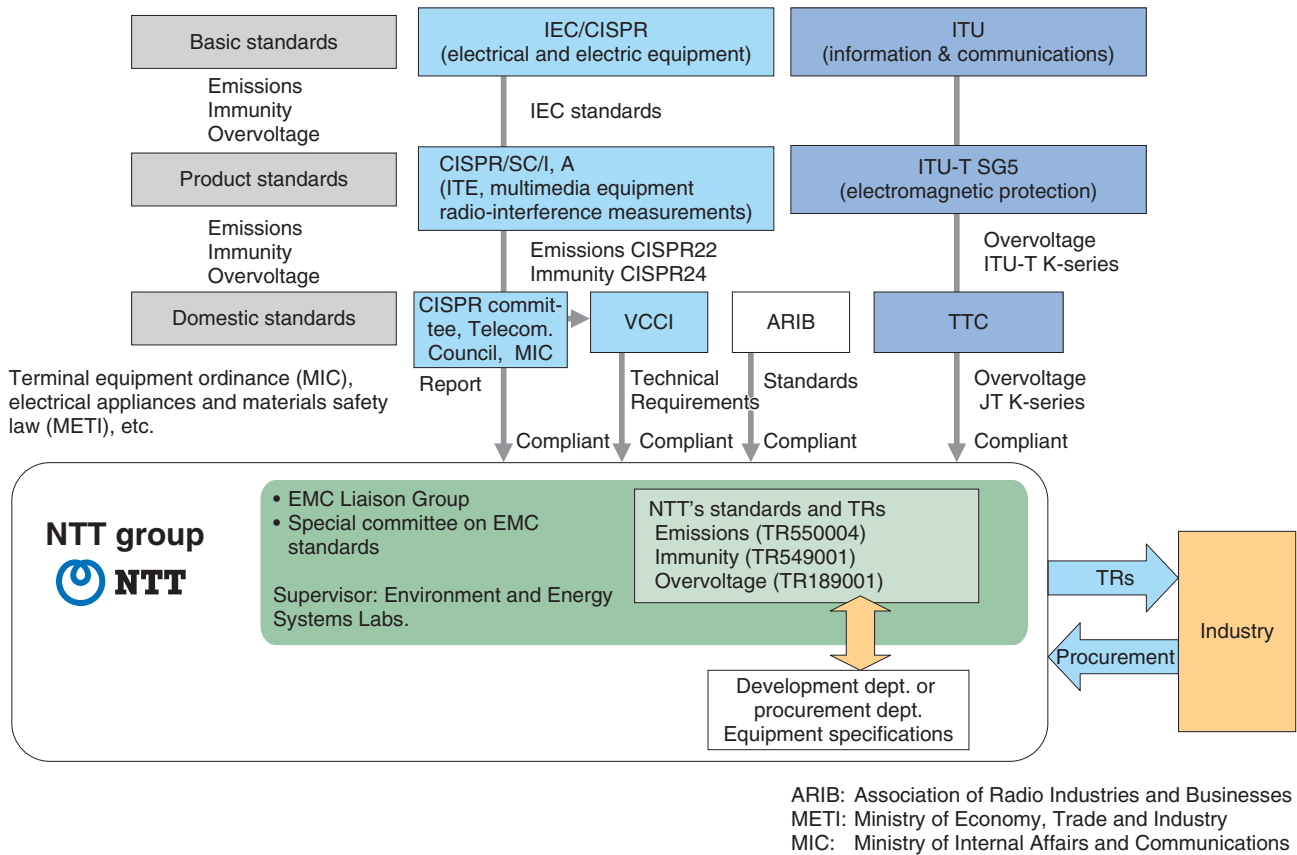 Basic standards
IEC/CISPR
(electrical and electric equipment)
ITU
(information & communications)
Emissions
Immunity
Overvoltage
IEC standards
Product standards
CISPR/SC/I, A
(ITE, multimedia equipment
radio-interference measurements)
ITU-T SG5
(electromagnetic protection)
Emissions
Immunity
Overvoltage
Emissions CISPR22
Immunity CISPR24
Overvoltage
ITU-T K-series
Domestic standards
CISPR commit-
tee, Telecom.
Council, MIC
VCCI
ARIB
TTC
Terminal equipment ordinance (MIC),
electrical appliances and materials safety
law (METI), etc.
Report
Technical
Requirements
Standards
Overvoltage
JT K-series
Compliant
Compliant
Compliant
Compliant
NTT group
NTT
• EMC Liaison Group
• Special committee on EMC
standards
Supervisor: Environment and Energy
Systems Labs.
NTT's standards and TRs
Emissions (TR550004)
Immunity (TR549001)
Overvoltage (TR189001)
Development dept. or
procurement dept.
Equipment specifications
TRs
Procurement
Industry
ARIB: Association of Radio Industries and Businesses
METI: Ministry of Economy, Trade and Industry
MIC: Ministry of Internal Affairs and Communications